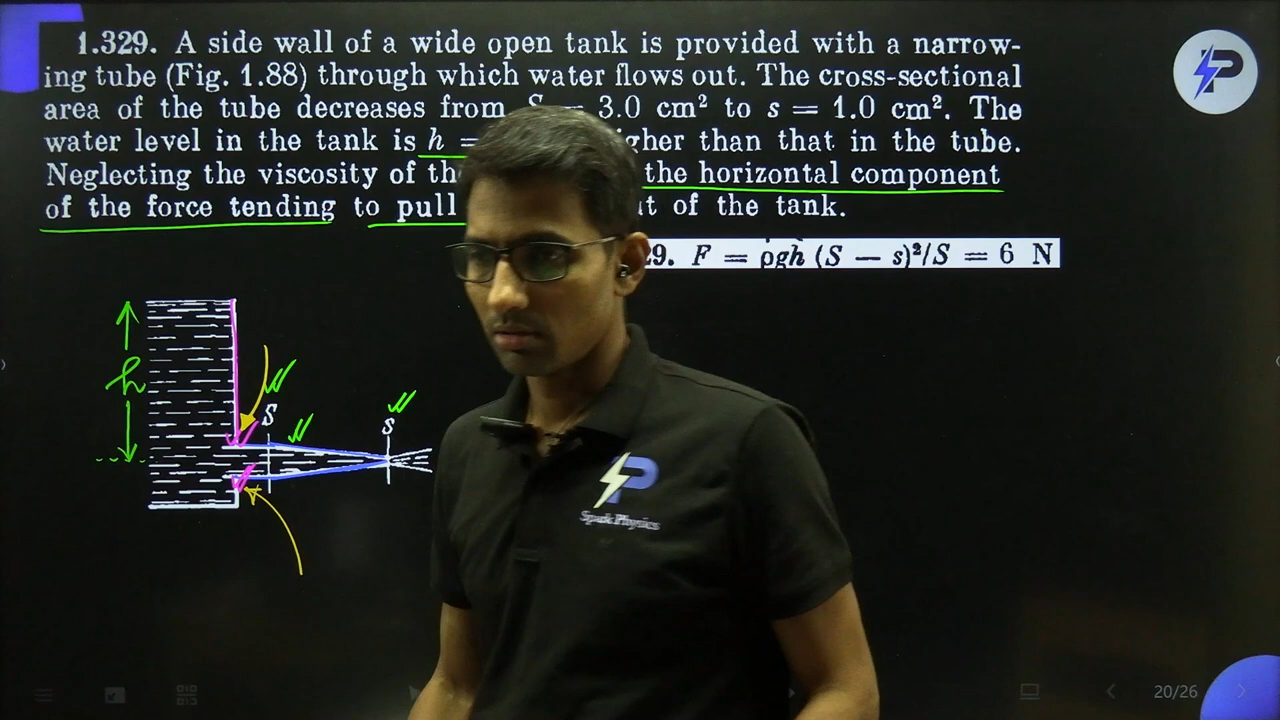 1.329. A side wall of a wide open tank is provided with a narrow-
ing tube (Fig. 1.88) through which water flows out. The cross-sectional
area of the tube decreases from S = 3.0 cm² to s = 1.0 cm². The
water level in the tank is h = gher than that in the tube.
Neglecting the viscosity of th the horizontal component
of the force tending to pull t of the tank.
9. F = ρgh (S — s)²/S = 6 N
h
S
s
P
Spark Physics
20/26